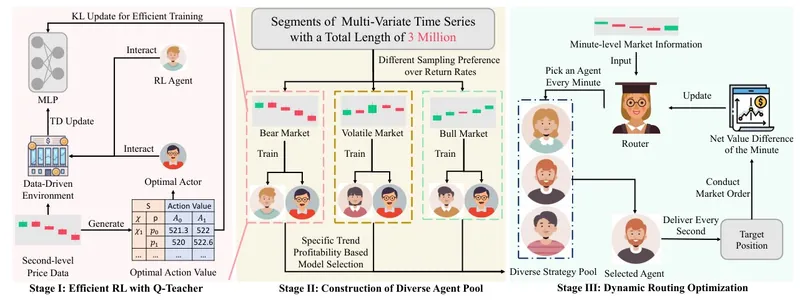 KL Update for Efficient Training
Interact
RL Agent
MLP
TD Update
Interact
Data-Driven
Environment
Optimal Actor
Generate
S Action Value
χ p A₀ A₁
χ₁ p₀ 521.3 522
... p₁ 520 522.6
... ... ... ...
Second-level
Price Data
Optimal Action Value
Stage I: Efficient RL with Q-Teacher
Segments of Multi-Variate Time Series
with a Total Length of 3 Million
Different Sampling Preference
over Return Rates
Bear Market
Volatile Market
Bull Market
Train
Train
Train
Specific Trend
Profitability Based
Model Selection
Stage II: Construction of Diverse Agent Pool
Minute-level Market Information
Input
Pick an Agent
Every Minute
Router
Update
Net Value Difference
of the Minute
Conduct
Market Order
Deliver Every
Second
Target
Position
Diverse Strategy Pool
Selected Agent
Stage III: Dynamic Routing Optimization